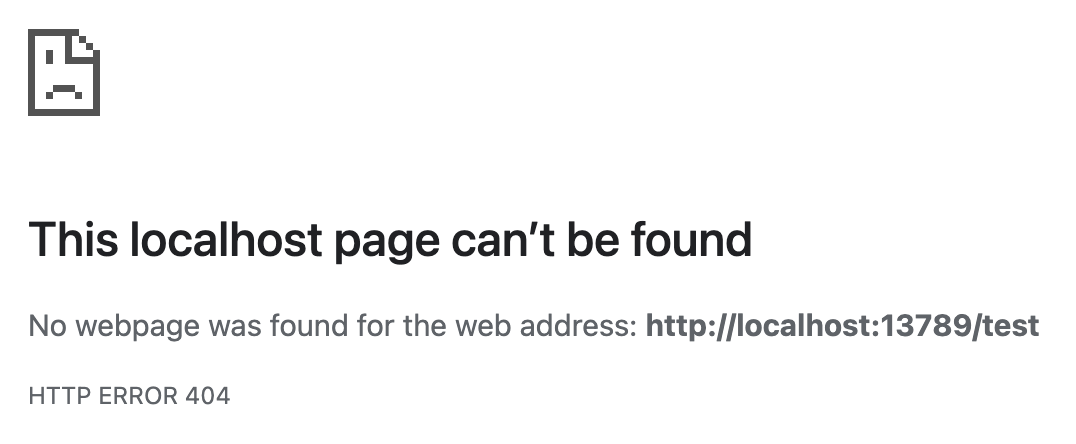 This localhost page can’t be found
No webpage was found for the web address: http://localhost:13789/test
HTTP ERROR 404